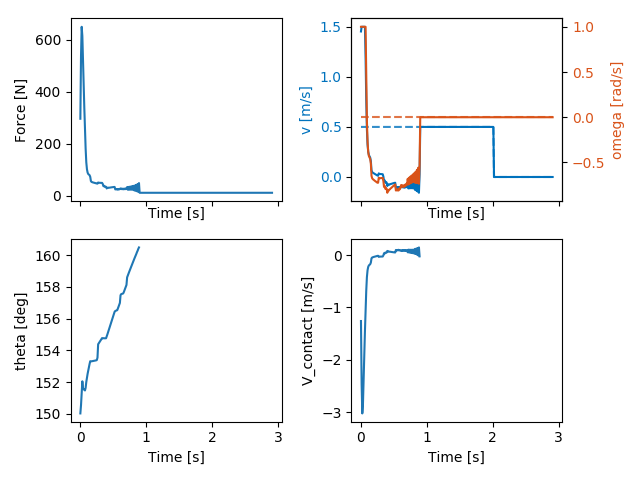 Force [N]
600
400
200
0
Time [s]
v [m/s]
1.5
1.0
0.5
0.0
1.0
0.5
0.0
−0.5
omega [rad/s]
Time [s]
theta [deg]
160
158
156
154
152
150
0 1 2 3
Time [s]
V_contact [m/s]
0
−1
−2
−3
0 1 2 3
Time [s]